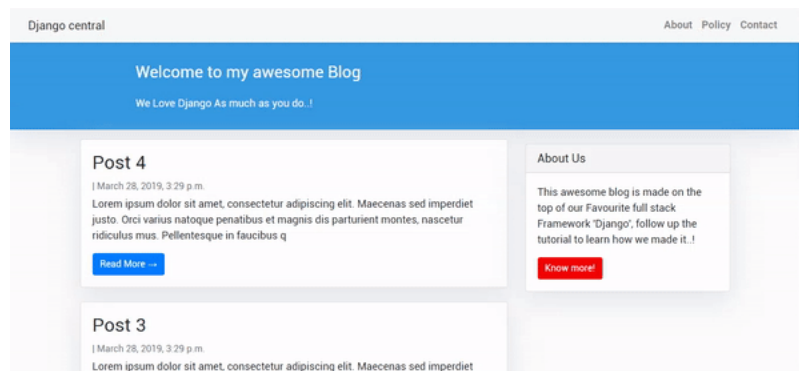 Django central
About Policy Contact
Welcome to my awesome Blog
We Love Django As much as you do..!
Post 4
| March 28, 2019, 3:29 p.m.
Lorem ipsum dolor sit amet, consectetur adipiscing elit. Maecenas sed imperdiet
justo. Orci varius natoque penatibus et magnis dis parturient montes, nascetur
ridiculus mus. Pellentesque in faucibus q
Read More →
Post 3
| March 28, 2019, 3:29 p.m.
Lorem ipsum dolor sit amet, consectetur adipiscing elit. Maecenas sed imperdiet
About Us
This awesome blog is made on the
top of our Favourite full stack
Framework 'Django', follow up the
tutorial to learn how we made it..!
Know more!